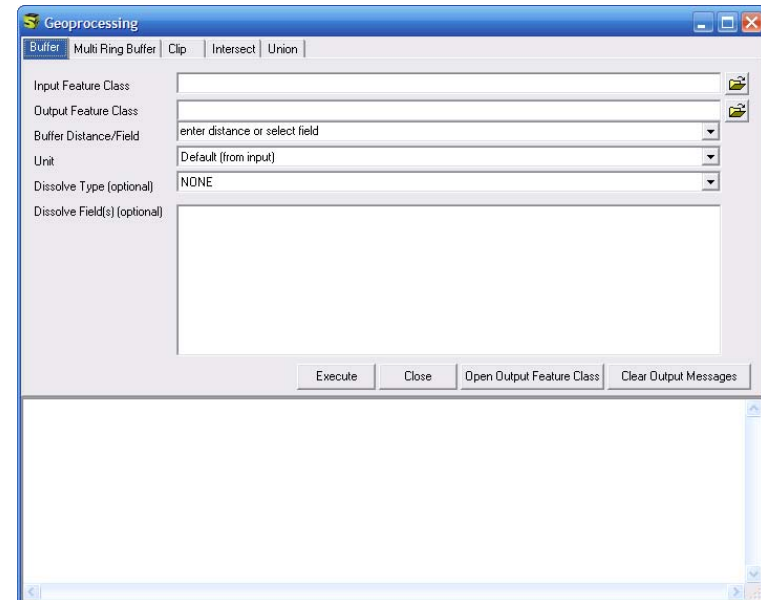 Geoprocessing
Buffer Multi Ring Buffer Clip Intersect Union
Input Feature Class
Output Feature Class
Buffer Distance/Field enter distance or select field
Unit Default (from input)
Dissolve Type (optional) NONE
Dissolve Field(s) (optional)
Execute Close Open Output Feature Class Clear Output Messages